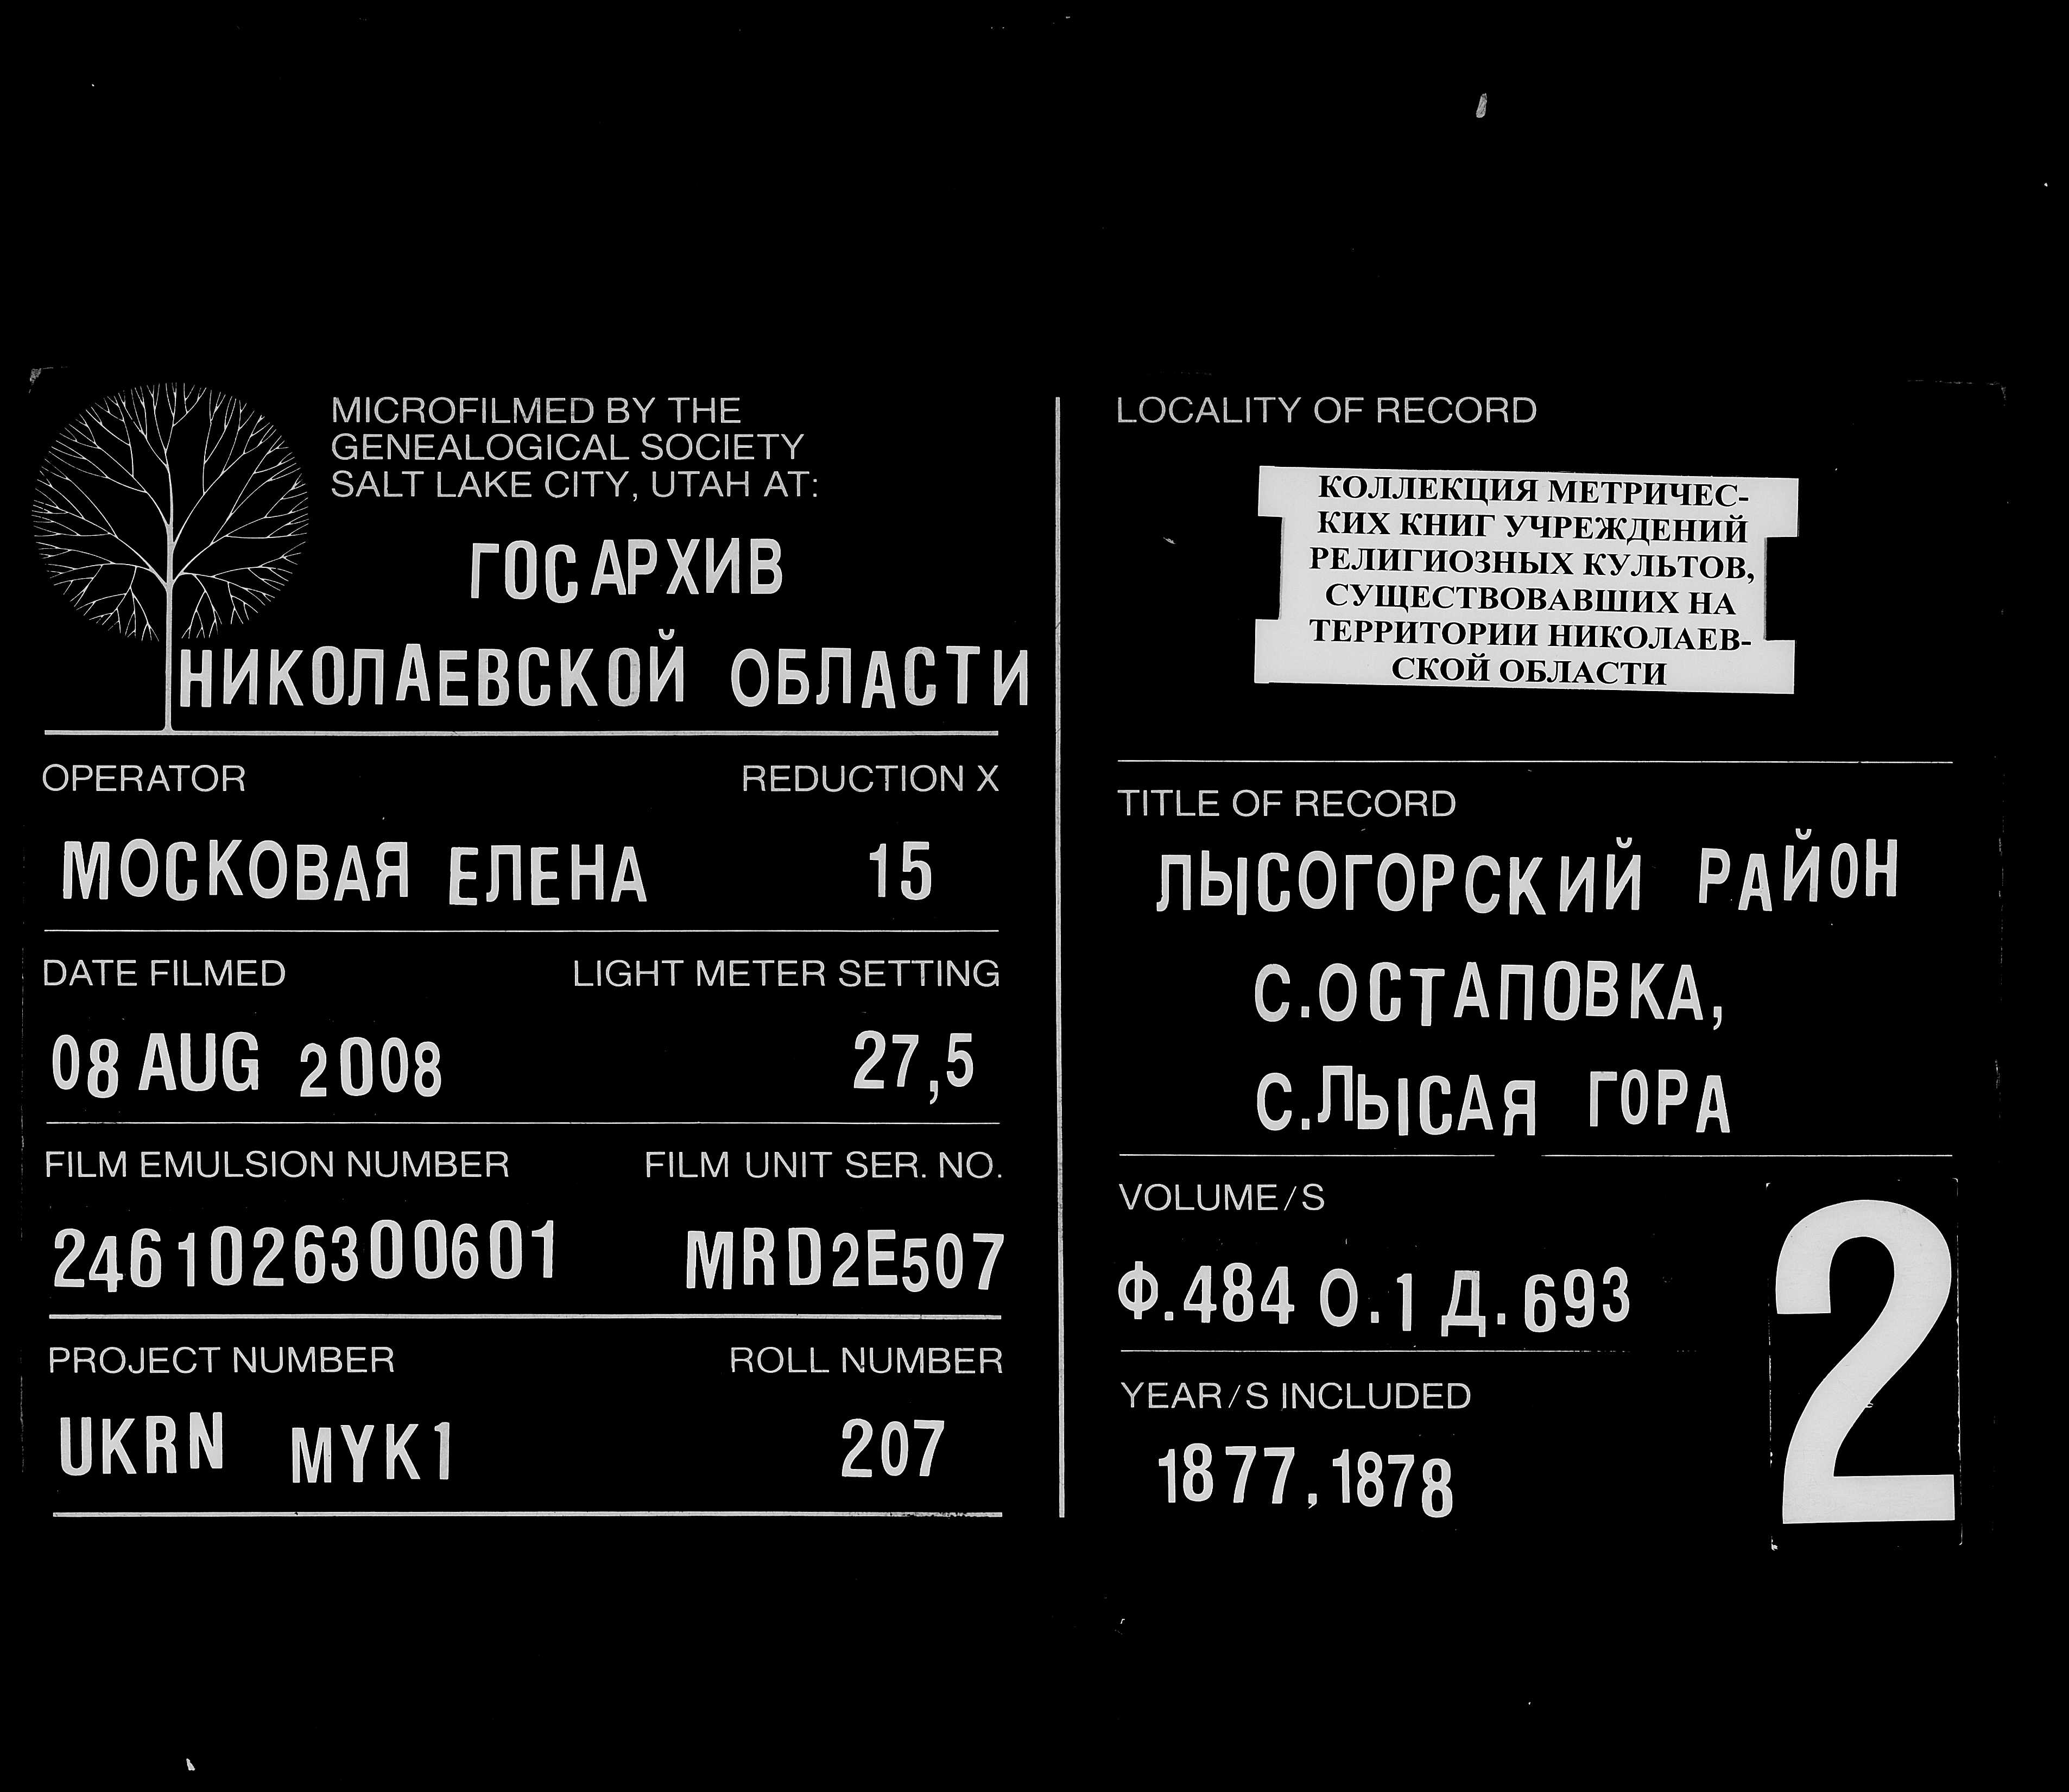 MICROFILMED BY THE
GENEALOGICAL SOCIETY
SALT LAKE CITY, UTAH AT:
ГОСАРХИВ
НИКОЛАЕВСКОЙ ОБЛАСТИ
OPERATOR REDUCTION X
МОСКОВАЯ ЕЛЕНА 15
DATE FILMED LIGHT METER SETTING
08 AUG 2008 27,5
FILM EMULSION NUMBER FILM UNIT SER. NO.
2461026300601 MRD2E507
PROJECT NUMBER ROLL NUMBER
UKRN MYK1 207
LOCALITY OF RECORD
КОЛЛЕКЦИЯ МЕТРИЧЕС-
КИХ КНИГ УЧРЕЖДЕНИЙ
РЕЛИГИОЗНЫХ КУЛЬТОВ,
СУЩЕСТВОВАВШИХ НА
ТЕРРИТОРИИ НИКОЛАЕВ-
СКОЙ ОБЛАСТИ
TITLE OF RECORD
ЛЫСОГОРСКИЙ РАЙОН
С.ОСТАПОВКА,
С.ЛЫСАЯ ГОРА
VOLUME/S
Ф.484 О.1 Д.693
YEAR/S INCLUDED
1877,1878
2